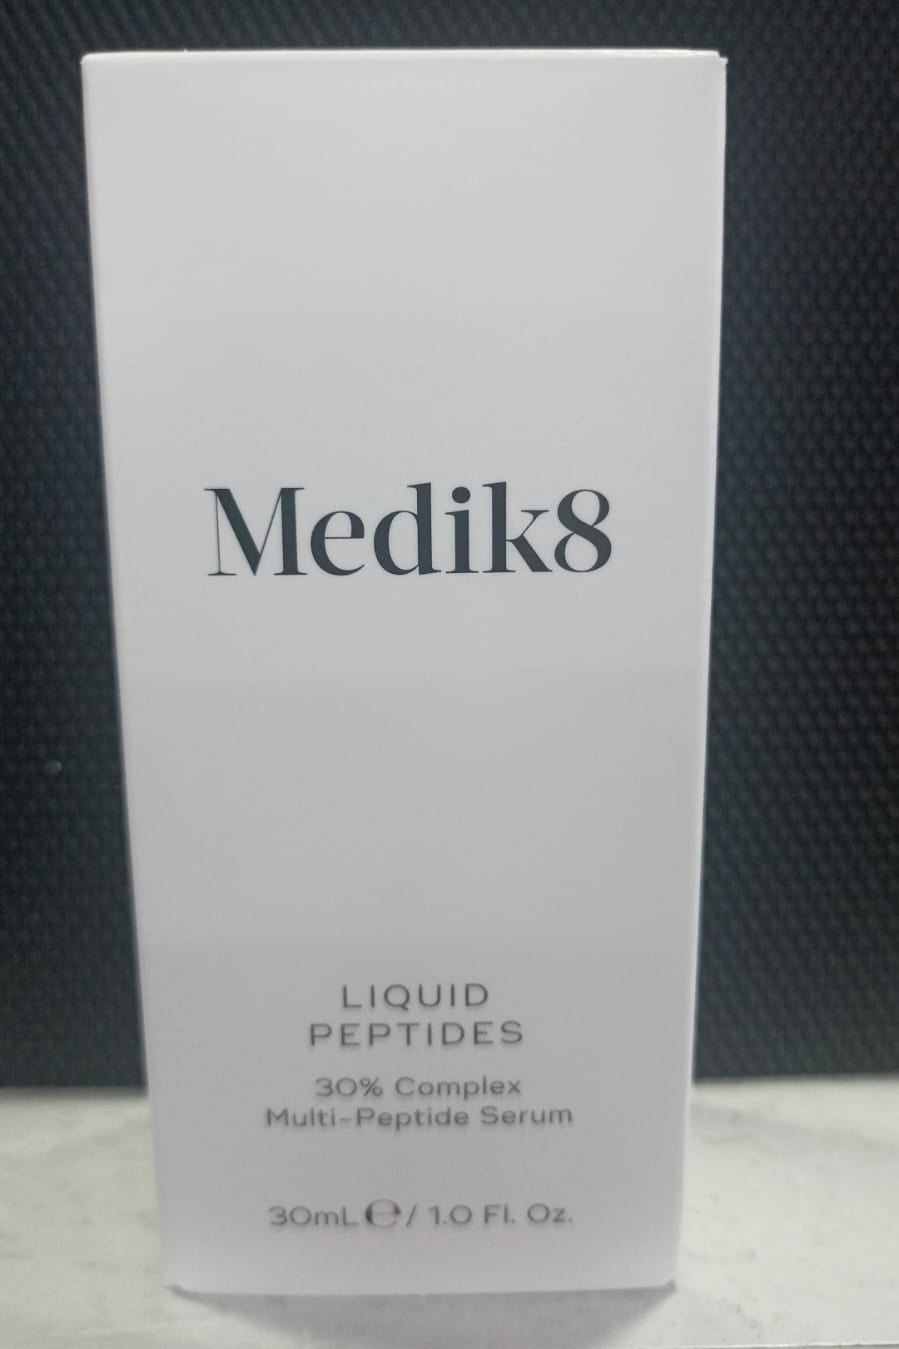 Medik8
LIQUID
PEPTIDES
30% Complex
Multi-Peptide Serum
30mL ℮ / 1.0 Fl. Oz.